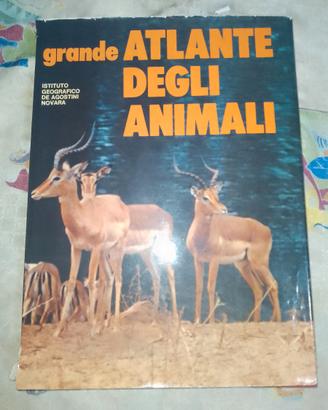 grande ATLANTE
DEGLI
ANIMALI
ISTITUTO
GEOGRAFICO
DE AGOSTINI
NOVARA